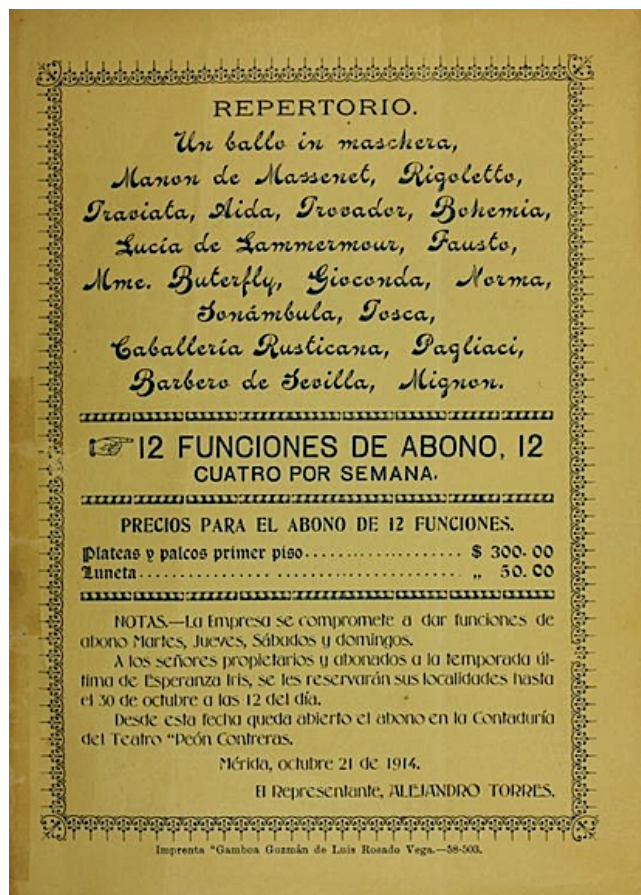 REPERTORIO.
Un ballo in maschera,
Manon de Massenet, Rigoletto,
Traviata, Aida, Trovador, Bohemia,
Lucía de Lammermour, Fausto,
Mme. Buterfly, Gioconda, Norma,
Sonámbula, Tosca,
Caballería Rusticana, Pagliaci,
Barbero de Sevilla, Mignon.
12 FUNCIONES DE ABONO, 12
CUATRO POR SEMANA.
PRECIOS PARA EL ABONO DE 12 FUNCIONES.
Plateas y palcos primer piso................... $ 300.00
Luneta......................................... „ 50.00
NOTAS.—La Empresa se compromete a dar funciones de
abono Martes, Jueves, Sábados y domingos.
A los señores propietarios y abonados a la temporada úl-
tima de Esperanza Iris, se les reservarán sus localidades hasta
el 30 de octubre a las 12 del día.
Desde esta fecha queda abierto el abono en la Contaduría
del Teatro "Peón Contreras.
Mérida, octubre 21 de 1914.
El Representante, ALEJANDRO TORRES.
Imprenta "Gamboa Guzmán de Luis Rosado Vega.—58-503.